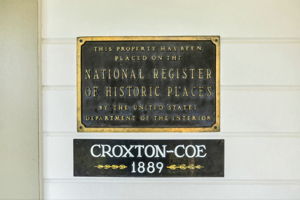 THIS PROPERTY HAS BEEN
PLACED ON THE
NATIONAL REGISTER
OF HISTORIC PLACES
BY THE UNITED STATES
DEPARTMENT OF THE INTERIOR
CROXTON-COE
1889